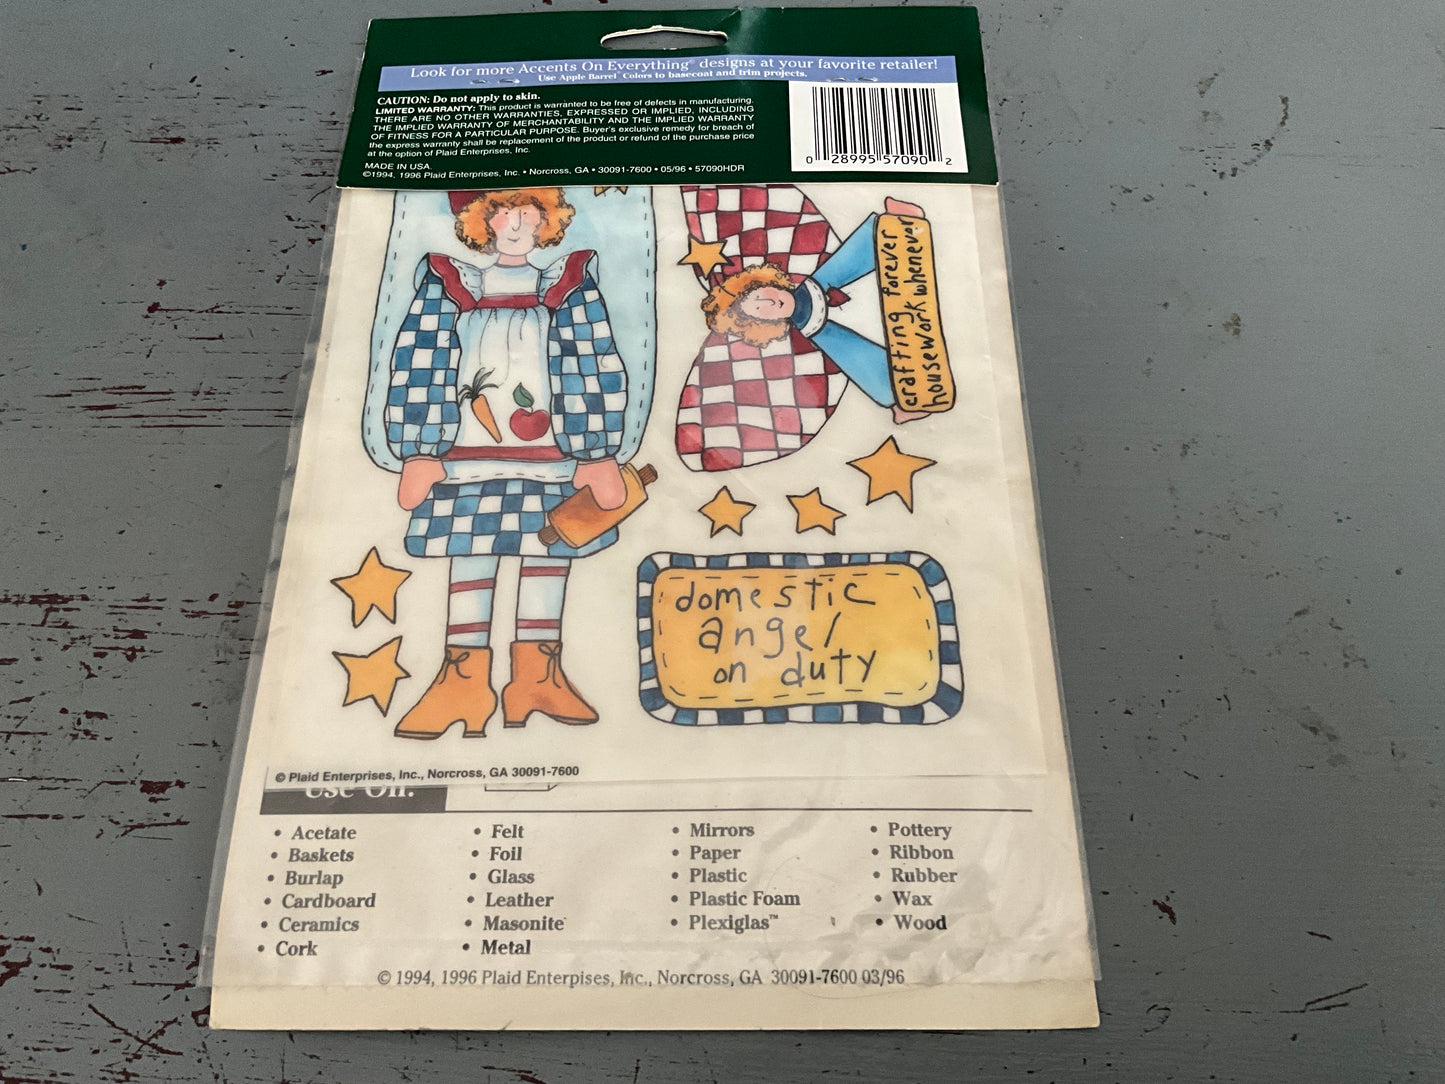 Look for more Accents On Everything® designs at your favorite retailer!
Use Apple Barrel® Colors to basecoat and trim projects.
CAUTION: Do not apply to skin.
LIMITED WARRANTY: This product is warranted to be free of defects in manufacturing.
THERE ARE NO OTHER WARRANTIES, EXPRESSED OR IMPLIED, INCLUDING
THE IMPLIED WARRANTY OF MERCHANTABILITY AND THE IMPLIED WARRANTY
OF FITNESS FOR A PARTICULAR PURPOSE. Buyer's exclusive remedy for breach of
the express warranty shall be replacement of the product or refund of the purchase price
at the option of Plaid Enterprises, Inc.
MADE IN USA.
©1994, 1996 Plaid Enterprises, Inc. • Norcross, GA • 30091-7600 • 05/96 • 57090HDR
0 28995 57090 2
crafting forever
housework whenever
domestic
angel
on duty
© Plaid Enterprises, Inc., Norcross, GA 30091-7600
Use On:
• Acetate
• Baskets
• Burlap
• Cardboard
• Ceramics
• Cork
• Felt
• Foil
• Glass
• Leather
• Masonite
• Metal
• Mirrors
• Paper
• Plastic
• Plastic Foam
• Plexiglas™
• Pottery
• Ribbon
• Rubber
• Wax
• Wood
© 1994, 1996 Plaid Enterpises, Inc., Norcross, GA 30091-7600 03/96